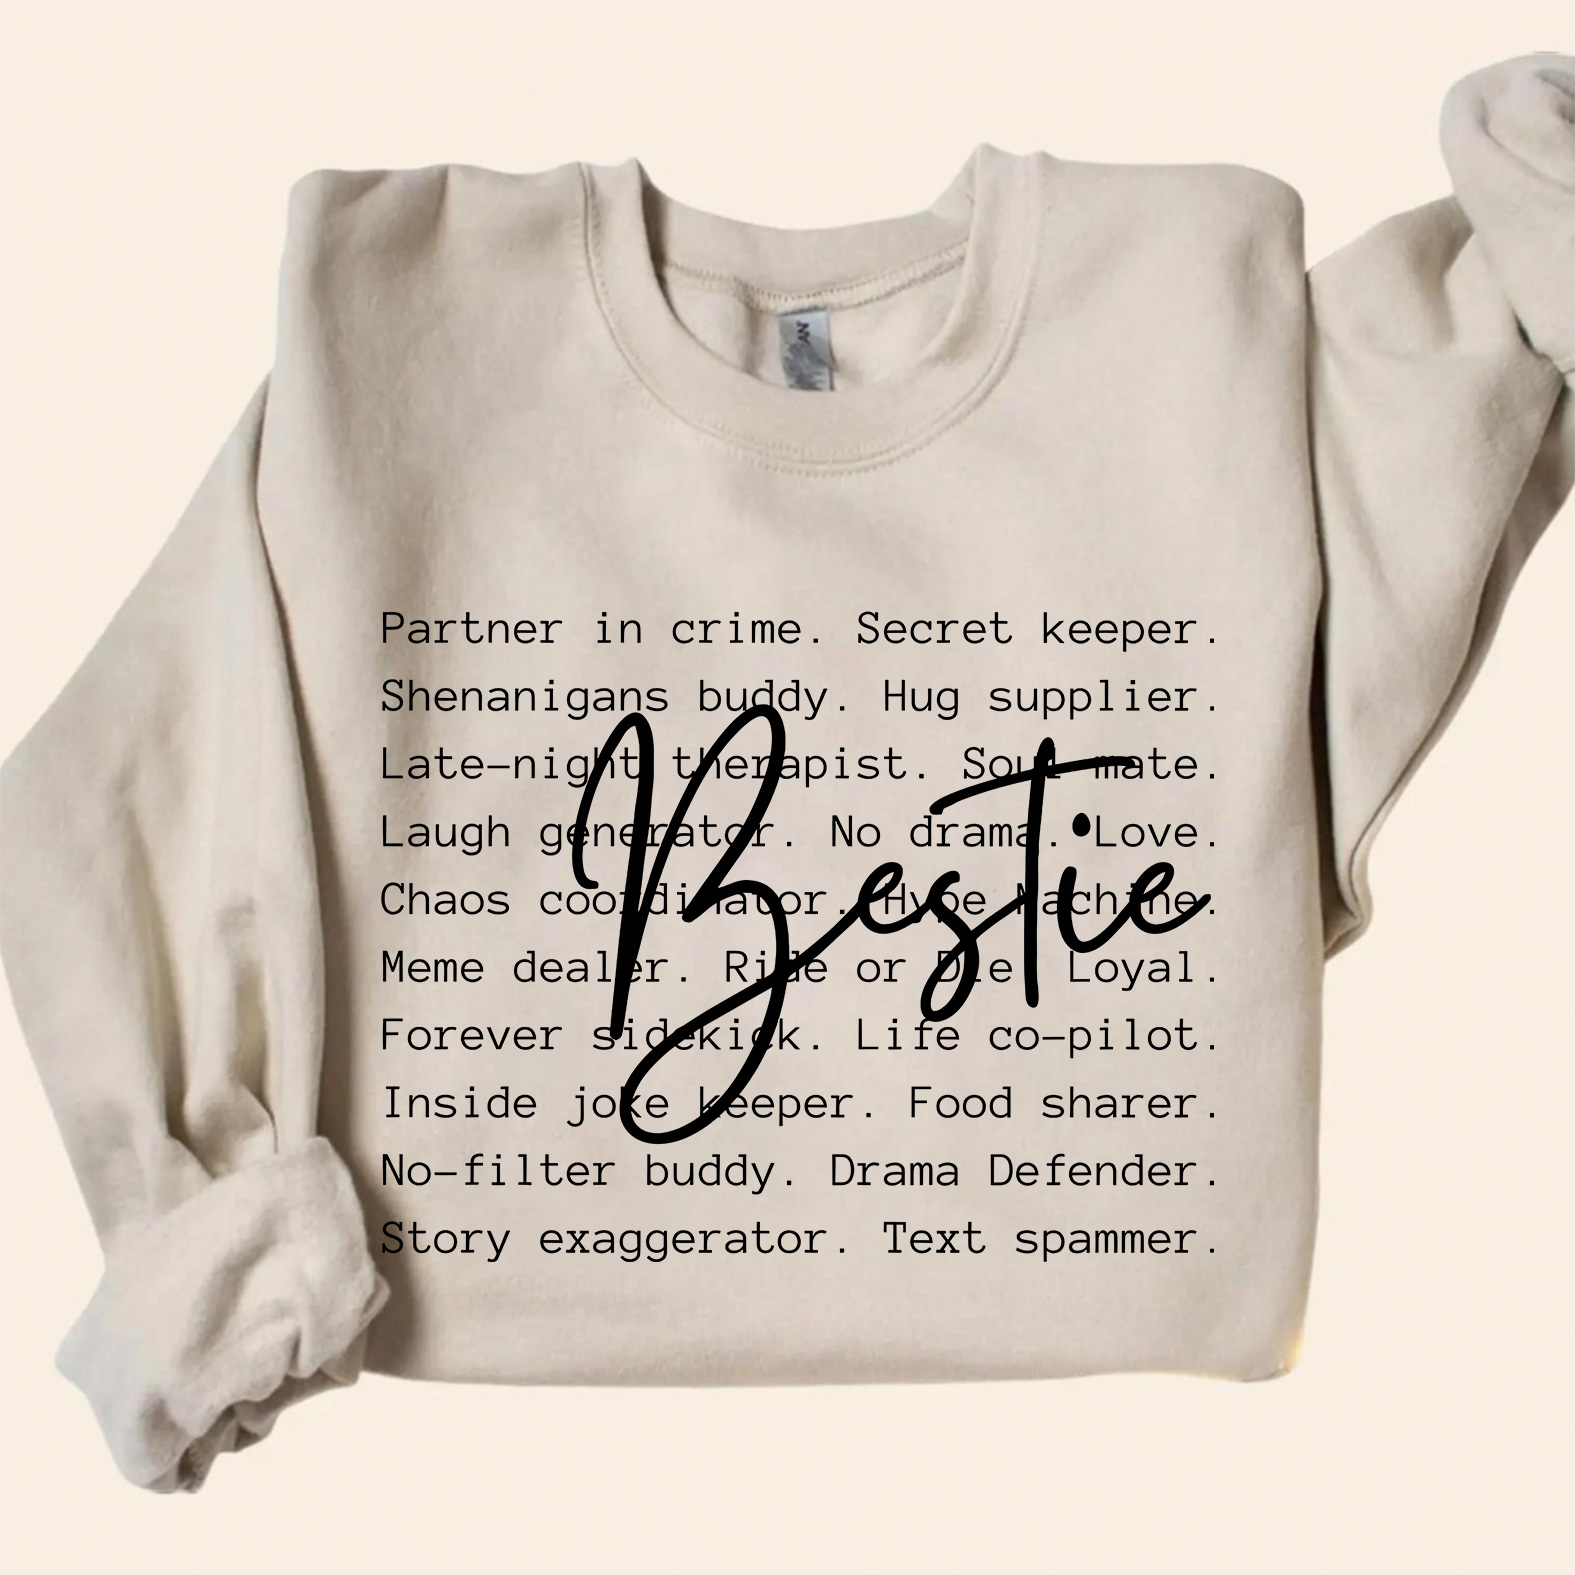 Partner in crime. Secret keeper.
Shenanigans buddy. Hug supplier.
Late-night therapist. Soul mate.
Laugh generator. No drama. Love.
Chaos coordinator. Hype Machine.
Meme dealer. Ride or Die. Loyal.
Forever sidekick. Life co-pilot.
Inside joke keeper. Food sharer.
No-filter buddy. Drama Defender.
Story exaggerator. Text spammer.
Bestie